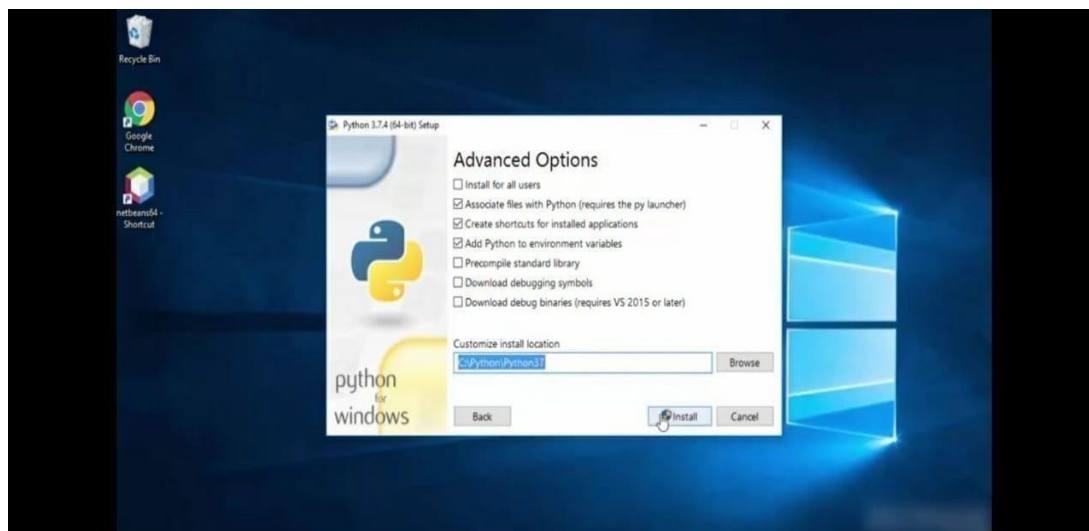 Recycle Bin
Google
Chrome
netbeans64 -
Shortcut
Python 3.7.4 (64-bit) Setup
Advanced Options
Install for all users
Associate files with Python (requires the py launcher)
Create shortcuts for installed applications
Add Python to environment variables
Precompile standard library
Download debugging symbols
Download debug binaries (requires VS 2015 or later)
Customize install location
C:\Python\Python37
Browse
python
for
windows
Back
Install
Cancel